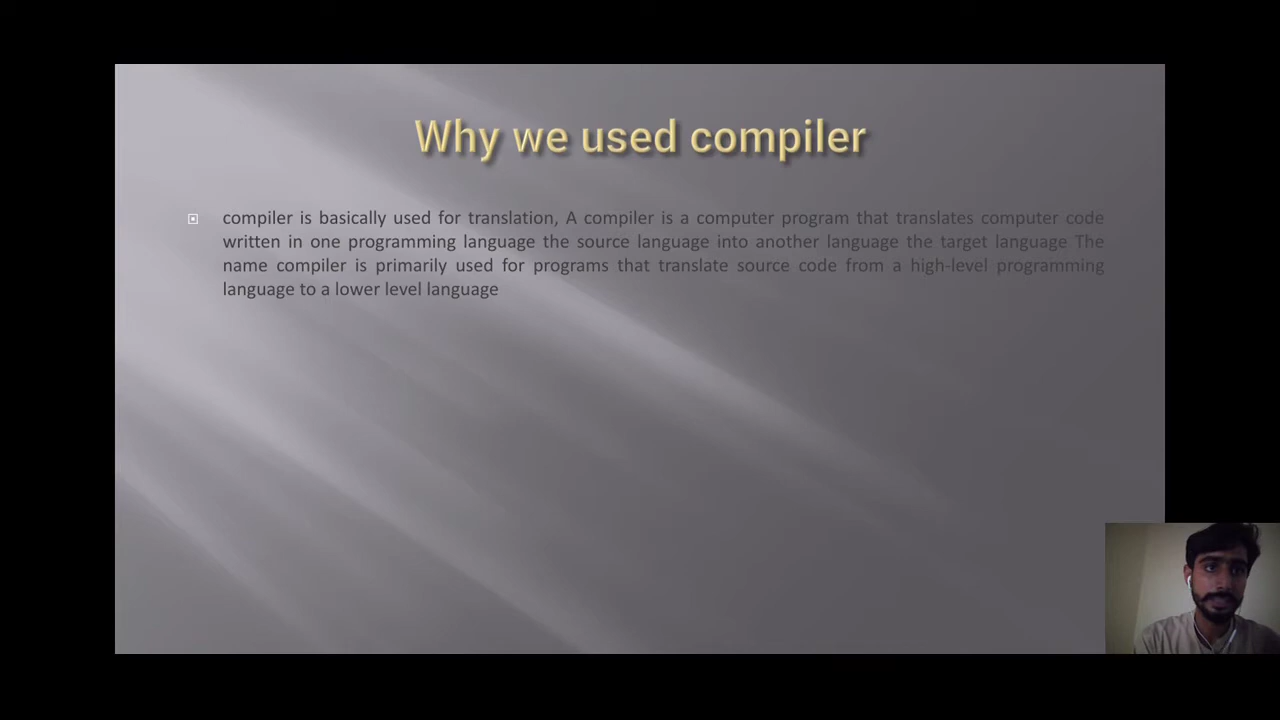 Why we used compiler
compiler is basically used for translation, A compiler is a computer program that translates computer code
written in one programming language the source language into another language the target language The
name compiler is primarily used for programs that translate source code from a high-level programming
language to a lower level language